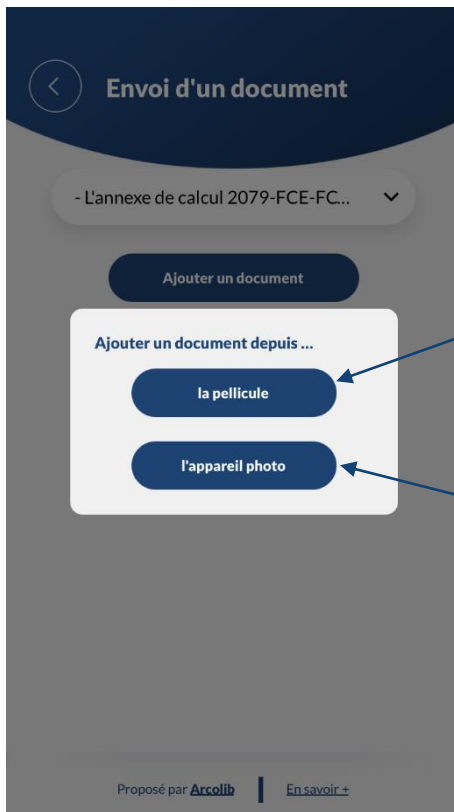 Envoi d'un document
- L'annexe de calcul 2079-FCE-FC...
Ajouter un document
Ajouter un document depuis ...
la pellicule
l'appareil photo
Proposé par Arcolib En savoir +